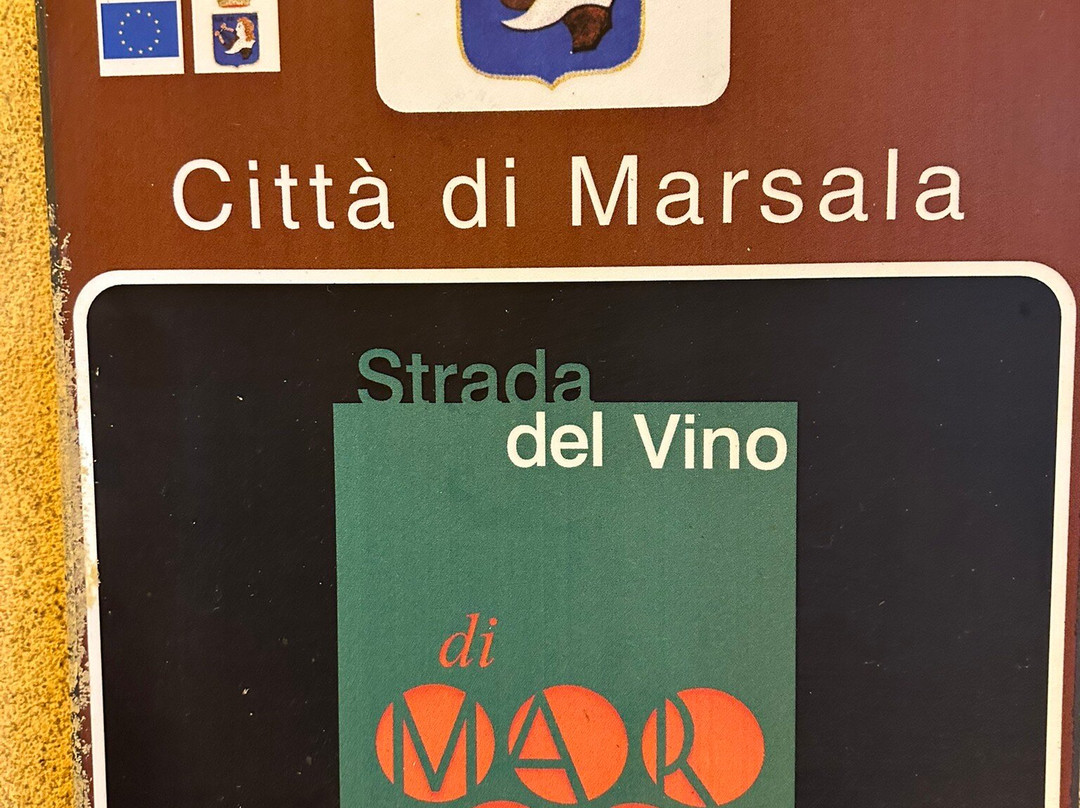 Città di Marsala
Strada
del Vino
di
MAR